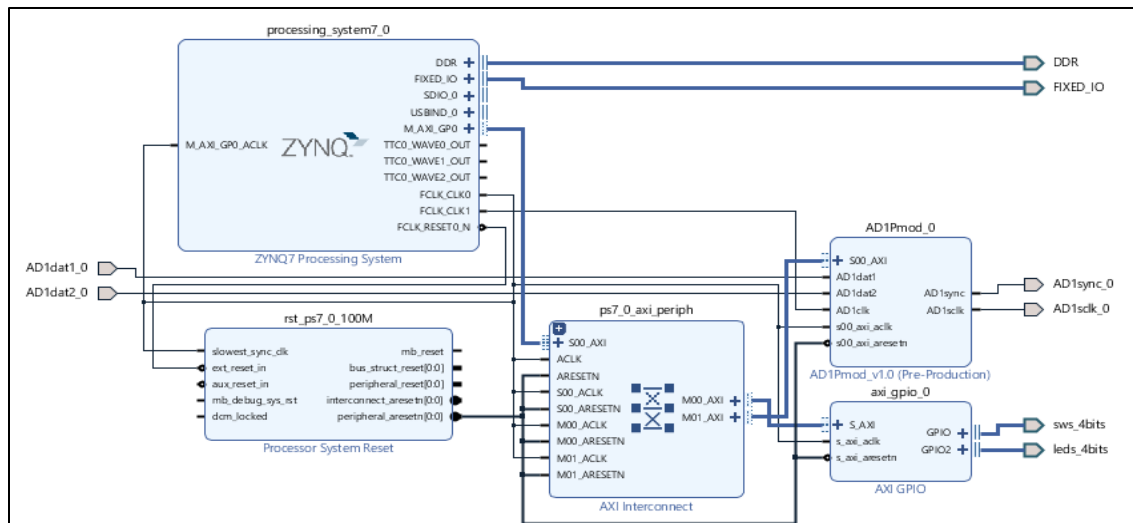 processing_system7_0
DDR
FIXED_IO
SDIO_0
USBIND_0
M_AXI_GP0
M_AXI_GP0_ACLK
ZYNQ
TTC0_WAVE0_OUT
TTC0_WAVE1_OUT
TTC0_WAVE2_OUT
FCLK_CLK0
FCLK_CLK1
FCLK_RESET0_N
ZYNQ7 Processing System
DDR
FIXED_IO
AD1dat1_0
AD1dat2_0
rst_ps7_0_100M
slowest_sync_clk
ext_reset_in
aux_reset_in
mb_debug_sys_rst
dcm_locked
mb_reset
bus_struct_reset[0:0]
peripheral_reset[0:0]
interconnect_aresetn[0:0]
peripheral_aresetn[0:0]
Processor System Reset
ps7_0_axi_periph
S00_AXI
ACLK
ARESETN
S00_ACLK
S00_ARESETN
M00_ACLK
M00_ARESETN
M01_ACLK
M01_ARESETN
M00_AXI
M01_AXI
AXI Interconnect
AD1Pmod_0
S00_AXI
AD1dat1
AD1dat2
AD1clk
s00_axi_aclk
s00_axi_aresetn
AD1sync
AD1sclk
AD1Pmod_v1.0 (Pre-Production)
AD1sync_0
AD1sclk_0
axi_gpio_0
S_AXI
s_axi_aclk
s_axi_aresetn
GPIO
GPIO2
AXI GPIO
sws_4bits
leds_4bits